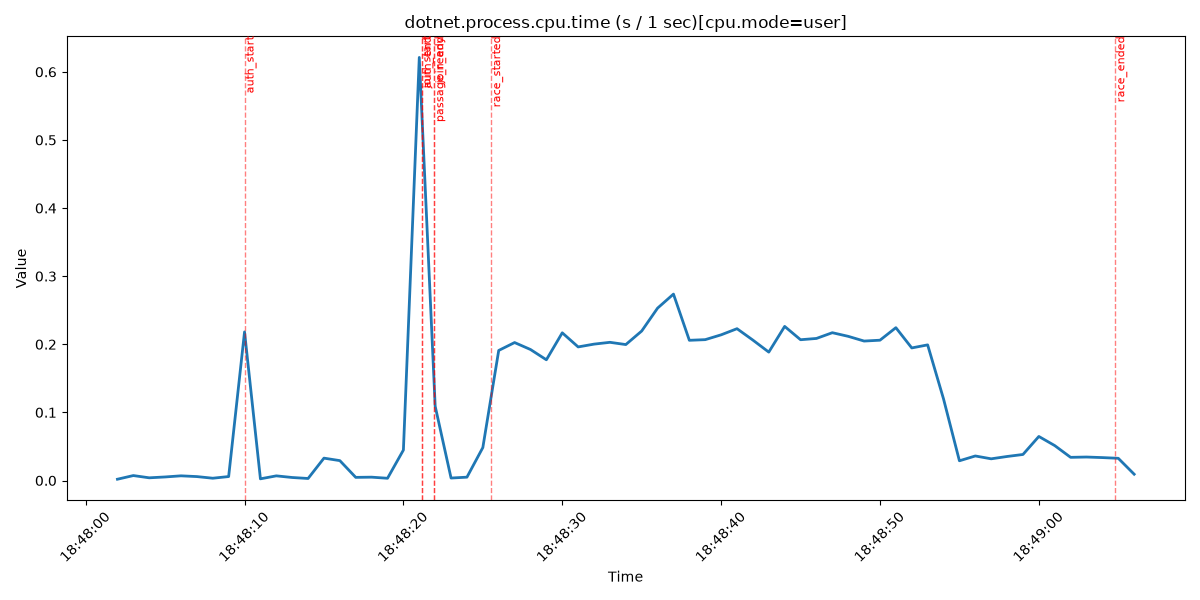 dotnet.process.cpu.time (s / 1 sec)[cpu.mode=user]
auth_start
race_started
race_ended
Value
0.6
0.5
0.4
0.3
0.2
0.1
0.0
18:48:00
18:48:10
18:48:20
18:48:30
18:48:40
18:48:50
18:49:00
Time